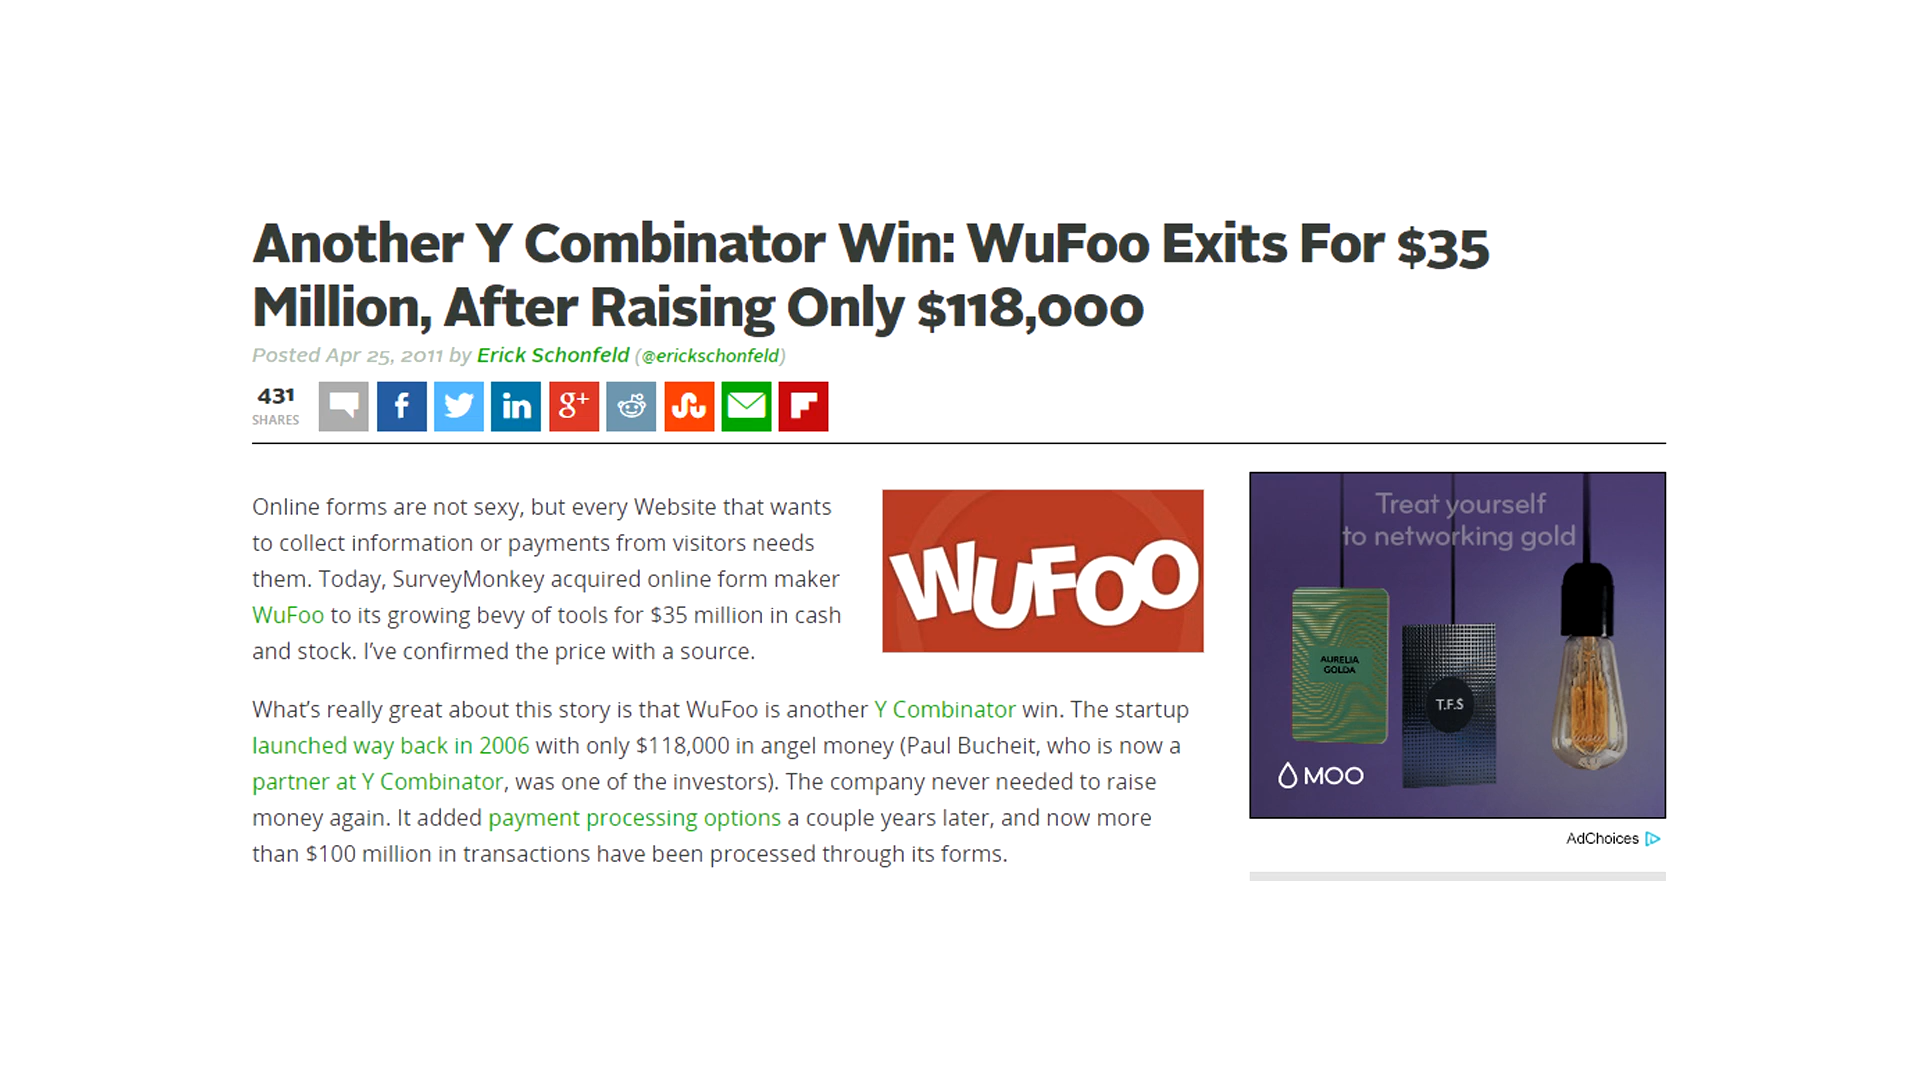 Another Y Combinator Win: WuFoo Exits For $35
Million, After Raising Only $118,000
Posted Apr 25, 2011 by Erick Schonfeld (@erickschonfeld)
431
SHARES
f
in
g+
Online forms are not sexy, but every Website that wants
to collect information or payments from visitors needs
them. Today, SurveyMonkey acquired online form maker
WuFoo to its growing bevy of tools for $35 million in cash
and stock. I've confirmed the price with a source.
WUFOO
What's really great about this story is that WuFoo is another Y Combinator win. The startup
launched way back in 2006 with only $118,000 in angel money (Paul Bucheit, who is now a
partner at Y Combinator, was one of the investors). The company never needed to raise
money again. It added payment processing options a couple years later, and now more
than $100 million in transactions have been processed through its forms.
Treat yourself
to networking gold
AURELIA
GOLDA
T.F.S
MOO
AdChoices